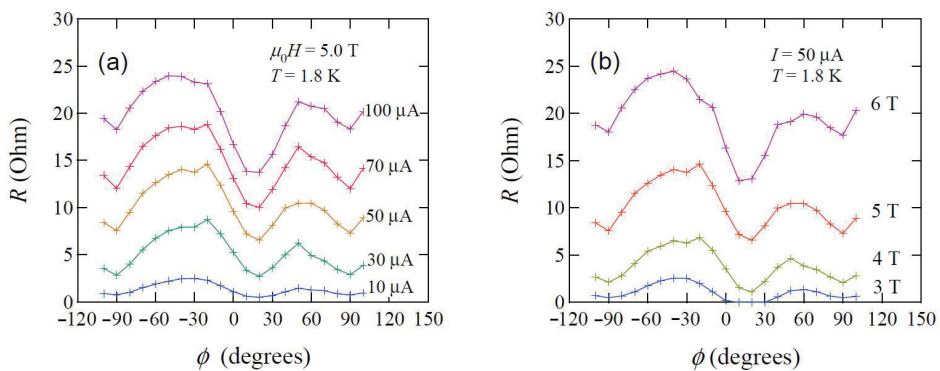 (a)
μ₀H = 5.0 T
T = 1.8 K
100 μA
70 μA
50 μA
30 μA
10 μA
R (Ohm)
30
25
20
15
10
5
0
−120 −90 −60 −30 0 30 60 90 120 150
ϕ (degrees)
(b)
I = 50 μA
T = 1.8 K
6 T
5 T
4 T
3 T
R (Ohm)
30
25
20
15
10
5
0
−120 −90 −60 −30 0 30 60 90 120 150
ϕ (degrees)